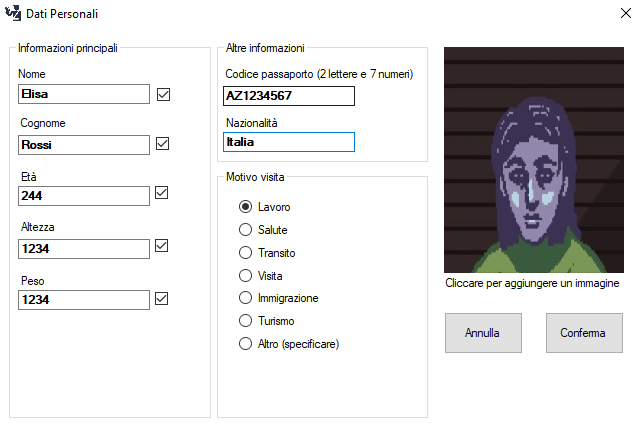 Dati Personali
Informazioni principali
Nome
Elisa
Cognome
Rossi
Età
244
Altezza
1234
Peso
1234
Altre informazioni
Codice passaporto (2 lettere e 7 numeri)
AZ1234567
Nazionalità
Italia
Motivo visita
Lavoro
Salute
Transito
Visita
Immigrazione
Turismo
Altro (specificare)
Cliccare per aggiungere un immagine
Annulla
Conferma